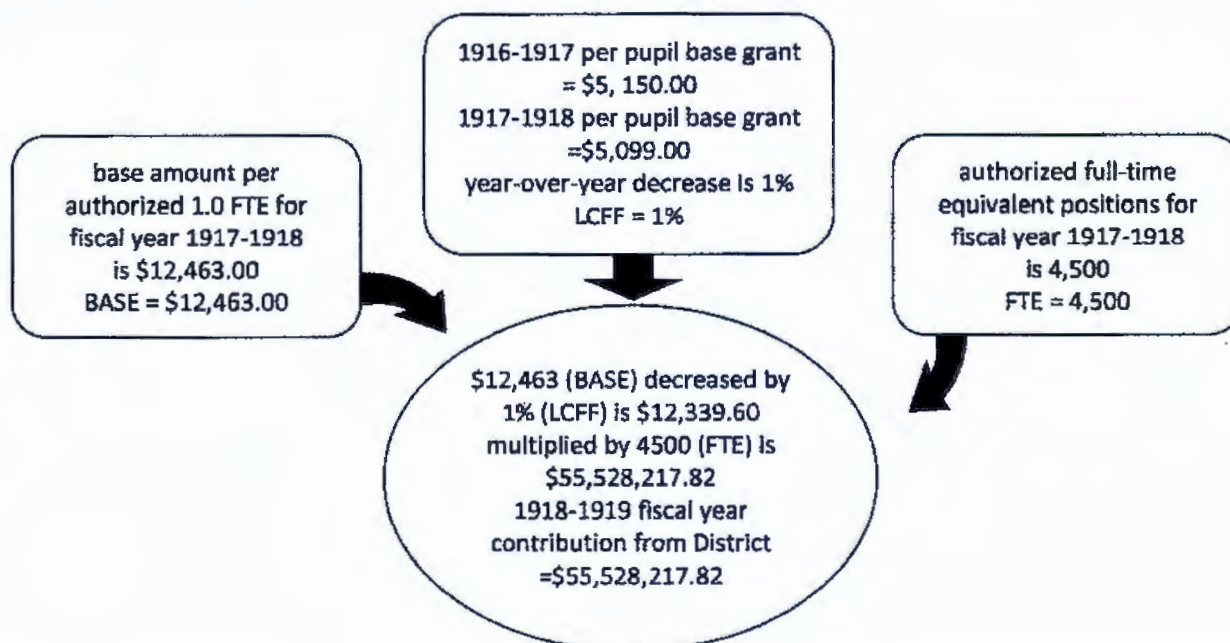 1916-1917 per pupil base grant
= $5, 150.00
1917-1918 per pupil base grant
=$5,099.00
year-over-year decrease is 1%
LCFF = 1%
base amount per
authorized 1.0 FTE for
fiscal year 1917-1918
is $12,463.00
BASE = $12,463.00
authorized full-time
equivalent positions for
fiscal year 1917-1918
is 4,500
FTE = 4,500
$12,463 (BASE) decreased by
1% (LCFF) is $12,339.60
multiplied by 4500 (FTE) is
$55,528,217.82
1918-1919 fiscal year
contribution from District
=$55,528,217.82